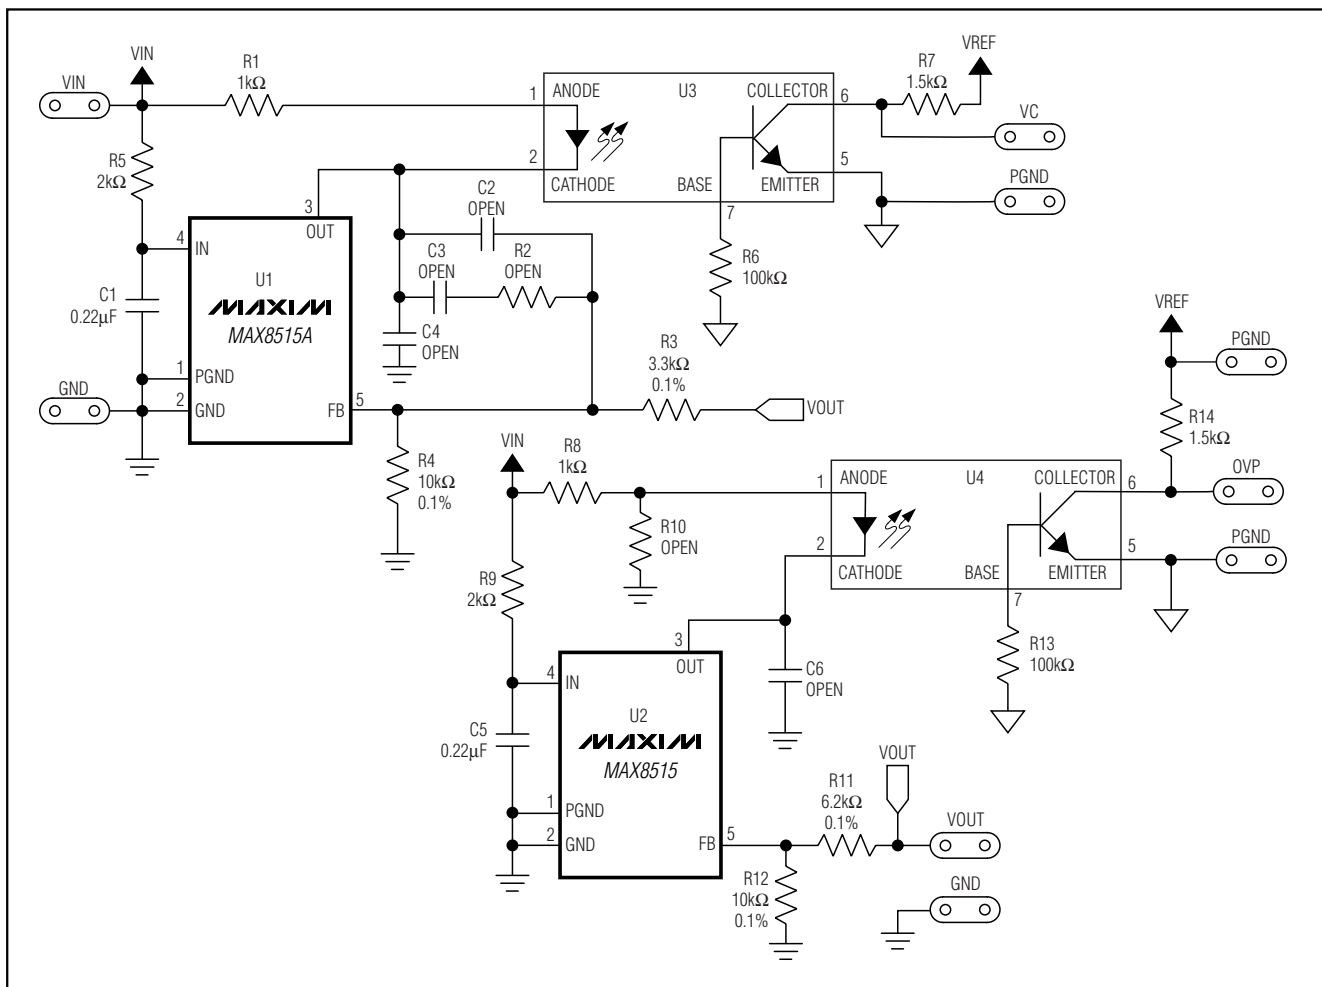 VIN
VIN
R1
1kΩ
R5
2kΩ
1
ANODE
U3
COLLECTOR
6
R7
1.5kΩ
VREF
VC
2
CATHODE
BASE
EMITTER
5
7
PGND
3
OUT
4
IN
U1
MAXIM
MAX8515A
C1
0.22µF
1
PGND
GND
2
GND
FB
5
C2
OPEN
C3
OPEN
R2
OPEN
C4
OPEN
R6
100kΩ
R3
3.3kΩ
0.1%
VOUT
R4
10kΩ
0.1%
VREF
PGND
R14
1.5kΩ
VIN
R8
1kΩ
R10
OPEN
1
ANODE
U4
COLLECTOR
6
OVP
2
CATHODE
BASE
EMITTER
5
7
PGND
R9
2kΩ
3
OUT
4
IN
U2
MAXIM
MAX8515
C5
0.22µF
1
PGND
2
GND
FB
5
C6
OPEN
R13
100kΩ
R11
6.2kΩ
0.1%
VOUT
VOUT
R12
10kΩ
0.1%
GND